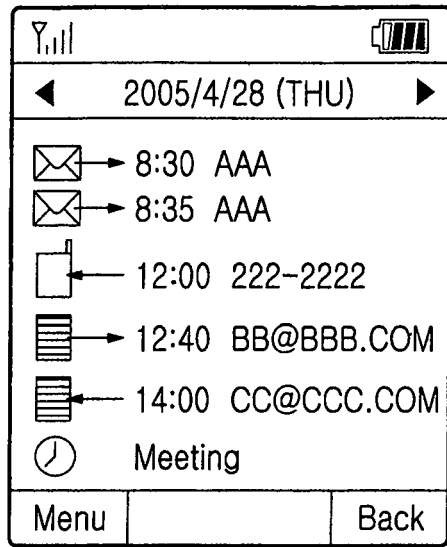 2005/4/28 (THU)
8:30 AAA
8:35 AAA
12:00 222-2222
12:40 BB@BBB.COM
14:00 CC@CCC.COM
Meeting
Menu Back